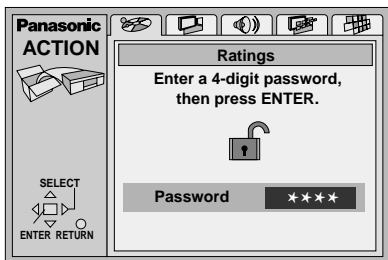 Panasonic
ACTION
Ratings
Enter a 4-digit password,
then press ENTER.
Password ****
SELECT
ENTER RETURN